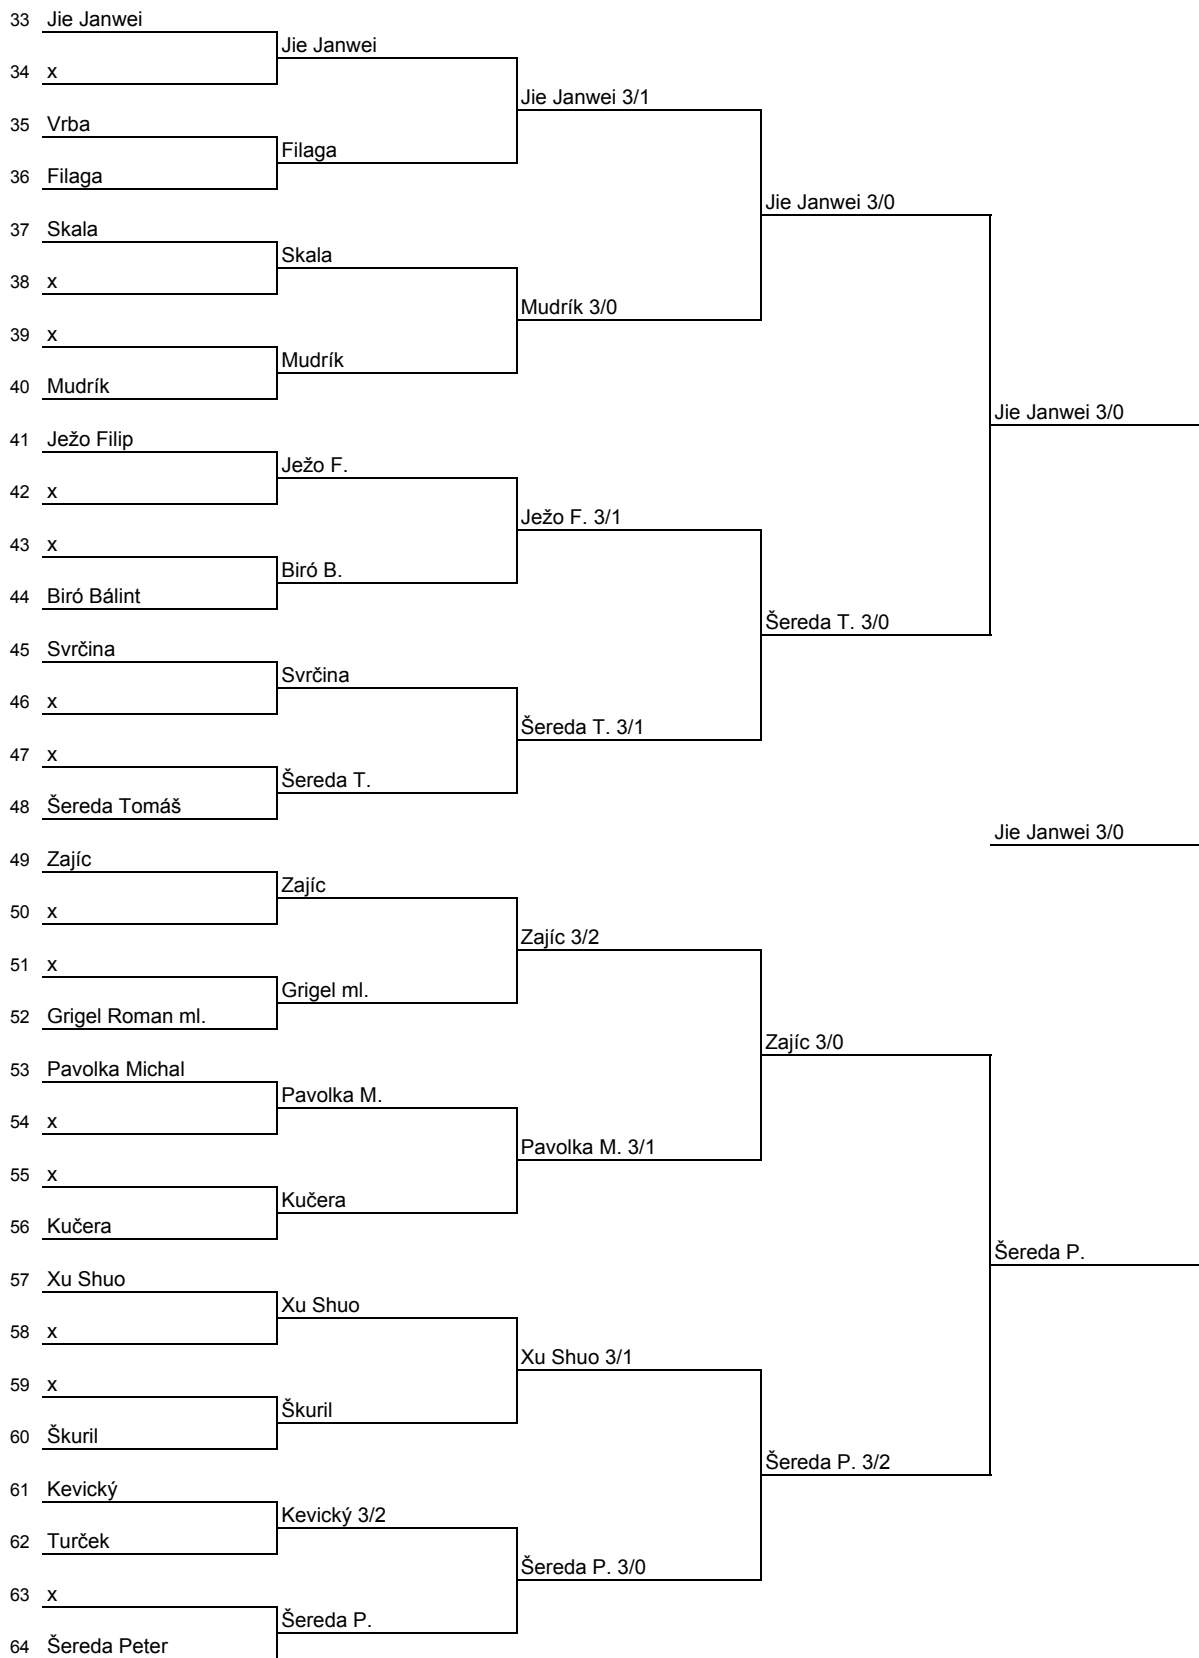 33 Jie Janwei
Jie Janwei
34 x
Jie Janwei 3/1
35 Vrba
Filaga
36 Filaga
Jie Janwei 3/0
37 Skala
Skala
38 x
Mudrík 3/0
39 x
Mudrík
40 Mudrík
Jie Janwei 3/0
41 Ježo Filip
Ježo F.
42 x
Ježo F. 3/1
43 x
Biró B.
44 Biró Bálint
Šereda T. 3/0
45 Svrčina
Svrčina
46 x
Šereda T. 3/1
47 x
Šereda T.
48 Šereda Tomáš
Jie Janwei 3/0
49 Zajíc
Zajíc
50 x
Zajíc 3/2
51 x
Grigel ml.
52 Grigel Roman ml.
Zajíc 3/0
53 Pavolka Michal
Pavolka M.
54 x
Pavolka M. 3/1
55 x
Kučera
56 Kučera
Šereda P.
57 Xu Shuo
Xu Shuo
58 x
Xu Shuo 3/1
59 x
Škuril
60 Škuril
Šereda P. 3/2
61 Kevický
Kevický 3/2
62 Turček
Šereda P. 3/0
63 x
Šereda P.
64 Šereda Peter